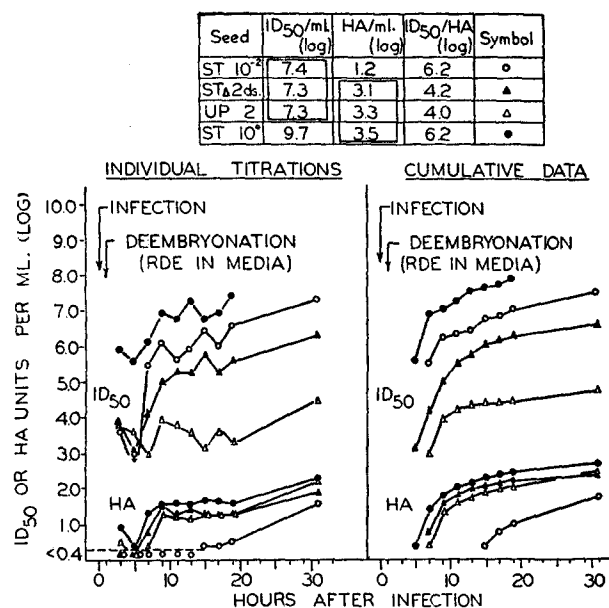 Seed ID50/ml. (log) HA/ml. (log) ID50/HA (log) Symbol
ST 10-2 7.4 1.2 6.2 ○
STΔ2ds. 7.3 3.1 4.2 ▲
UP 2 7.3 3.3 4.0 △
ST 10° 9.7 3.5 6.2 ●
INDIVIDUAL TITRATIONS
CUMULATIVE DATA
ID50 OR HA UNITS PER ML. (LOG)
10.0
9.0
8.0
7.0
6.0
5.0
4.0
3.0
2.0
1.0
<0.4
INFECTION
DEEMBRYONATION
(RDE IN MEDIA)
ID50
HA
INFECTION
DEEMBRYONATION
(RDE IN MEDIA)
ID50
HA
0 10 20 30
0 10 20 30
HOURS AFTER INFECTION